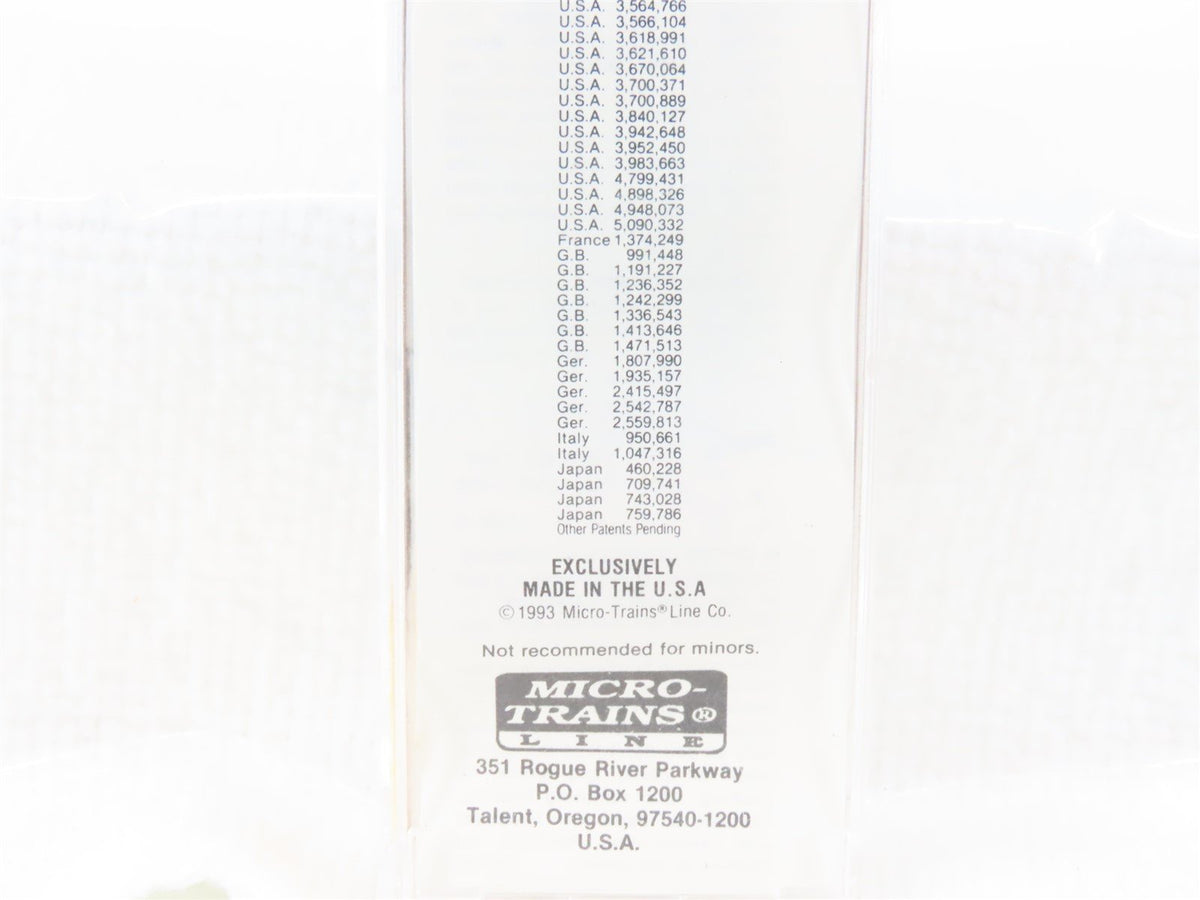 U.S.A. 3,564,766
U.S.A. 3,566,104
U.S.A. 3,618,991
U.S.A. 3,621,610
U.S.A. 3,670,064
U.S.A. 3,700,371
U.S.A. 3,700,889
U.S.A. 3,840,127
U.S.A. 3,942,648
U.S.A. 3,952,450
U.S.A. 3,983,663
U.S.A. 4,799,431
U.S.A. 4,898,326
U.S.A. 4,948,073
U.S.A. 5,090,332
France 1,374,249
G.B. 991,448
G.B. 1,191,227
G.B. 1,236,352
G.B. 1,242,299
G.B. 1,336,543
G.B. 1,413,646
G.B. 1,471,513
Ger. 1,807,990
Ger. 1,935,157
Ger. 2,415,497
Ger. 2,542,787
Ger. 2,559,813
Italy 950,661
Italy 1,047,316
Japan 460,228
Japan 709,741
Japan 743,028
Japan 759,786
Other Patents Pending
EXCLUSIVELY
MADE IN THE U.S.A
© 1993 Micro-Trains® Line Co.
Not recommended for minors.
MICRO-
TRAINS®
LINE
351 Rogue River Parkway
P.O. Box 1200
Talent, Oregon, 97540-1200
U.S.A.